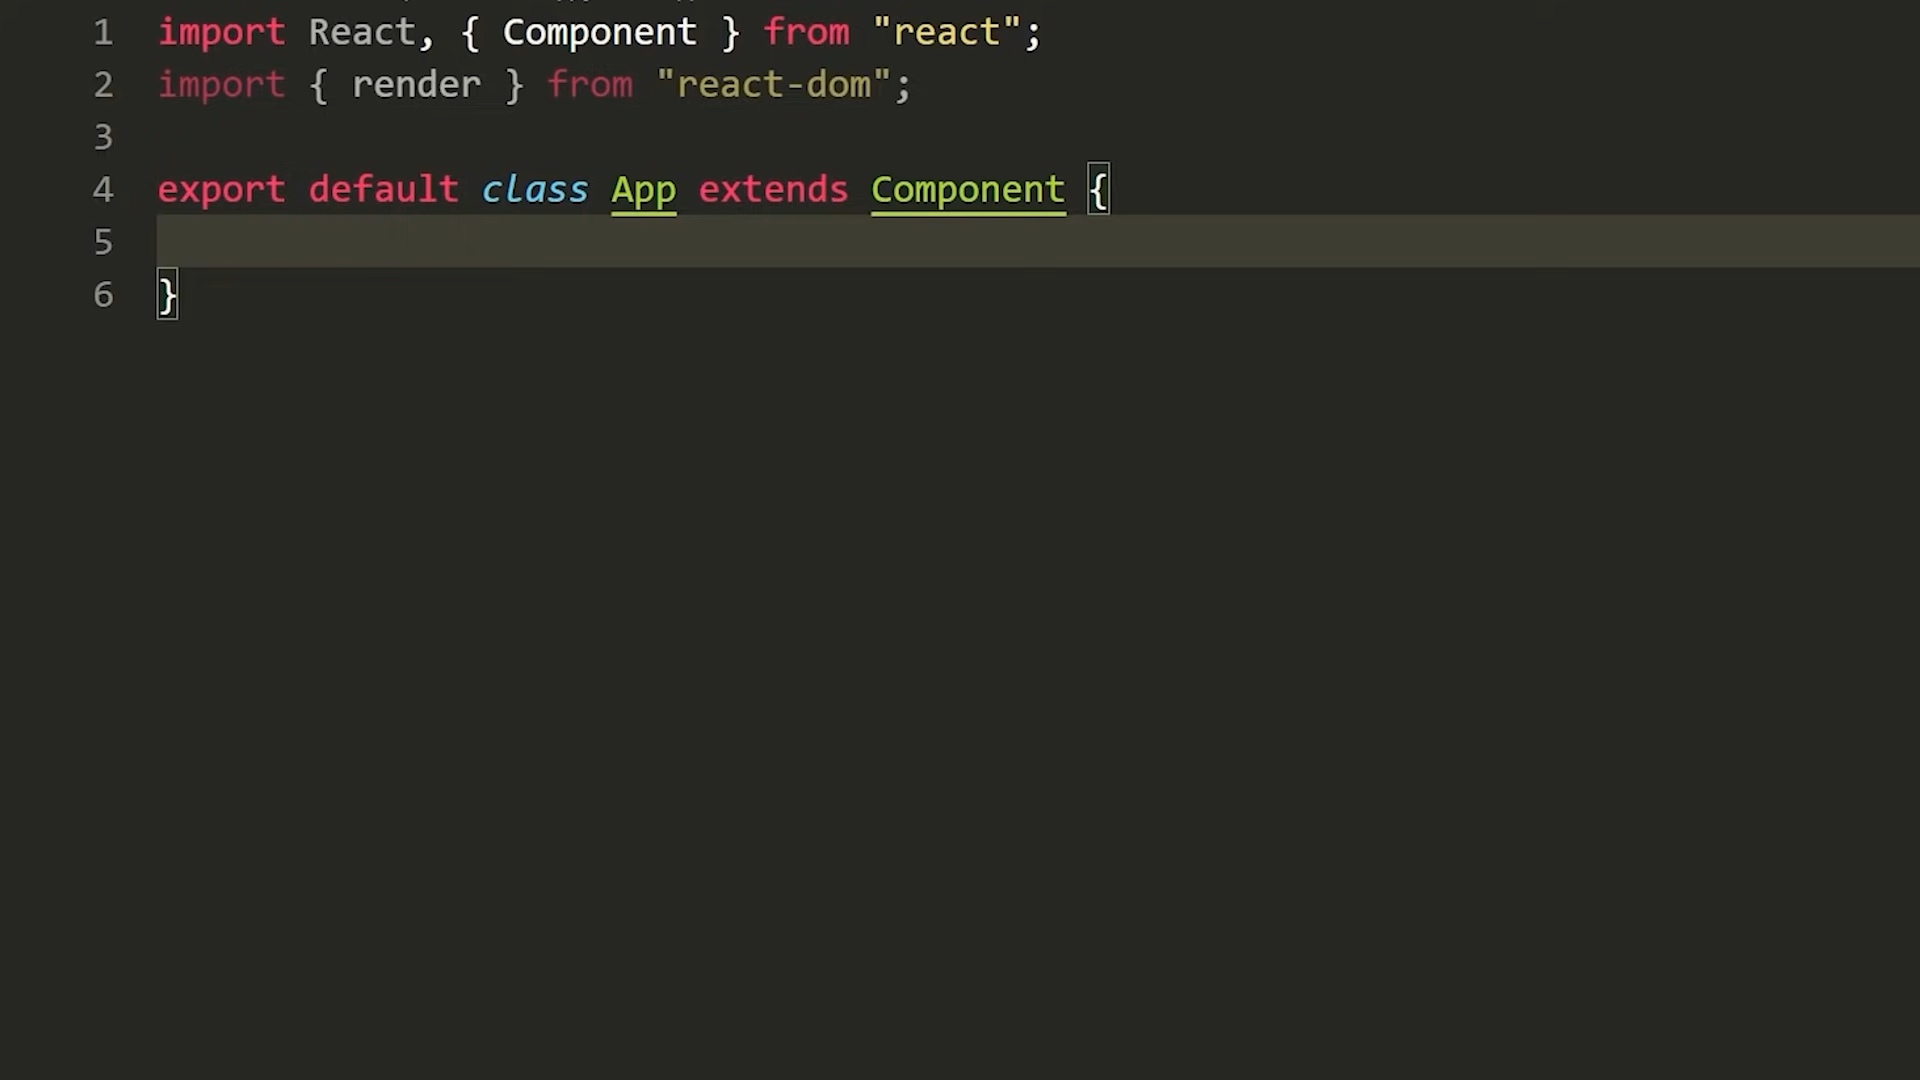 1 import React, { Component } from "react";
2 import { render } from "react-dom";
3
4 export default class App extends Component {
5
6 }